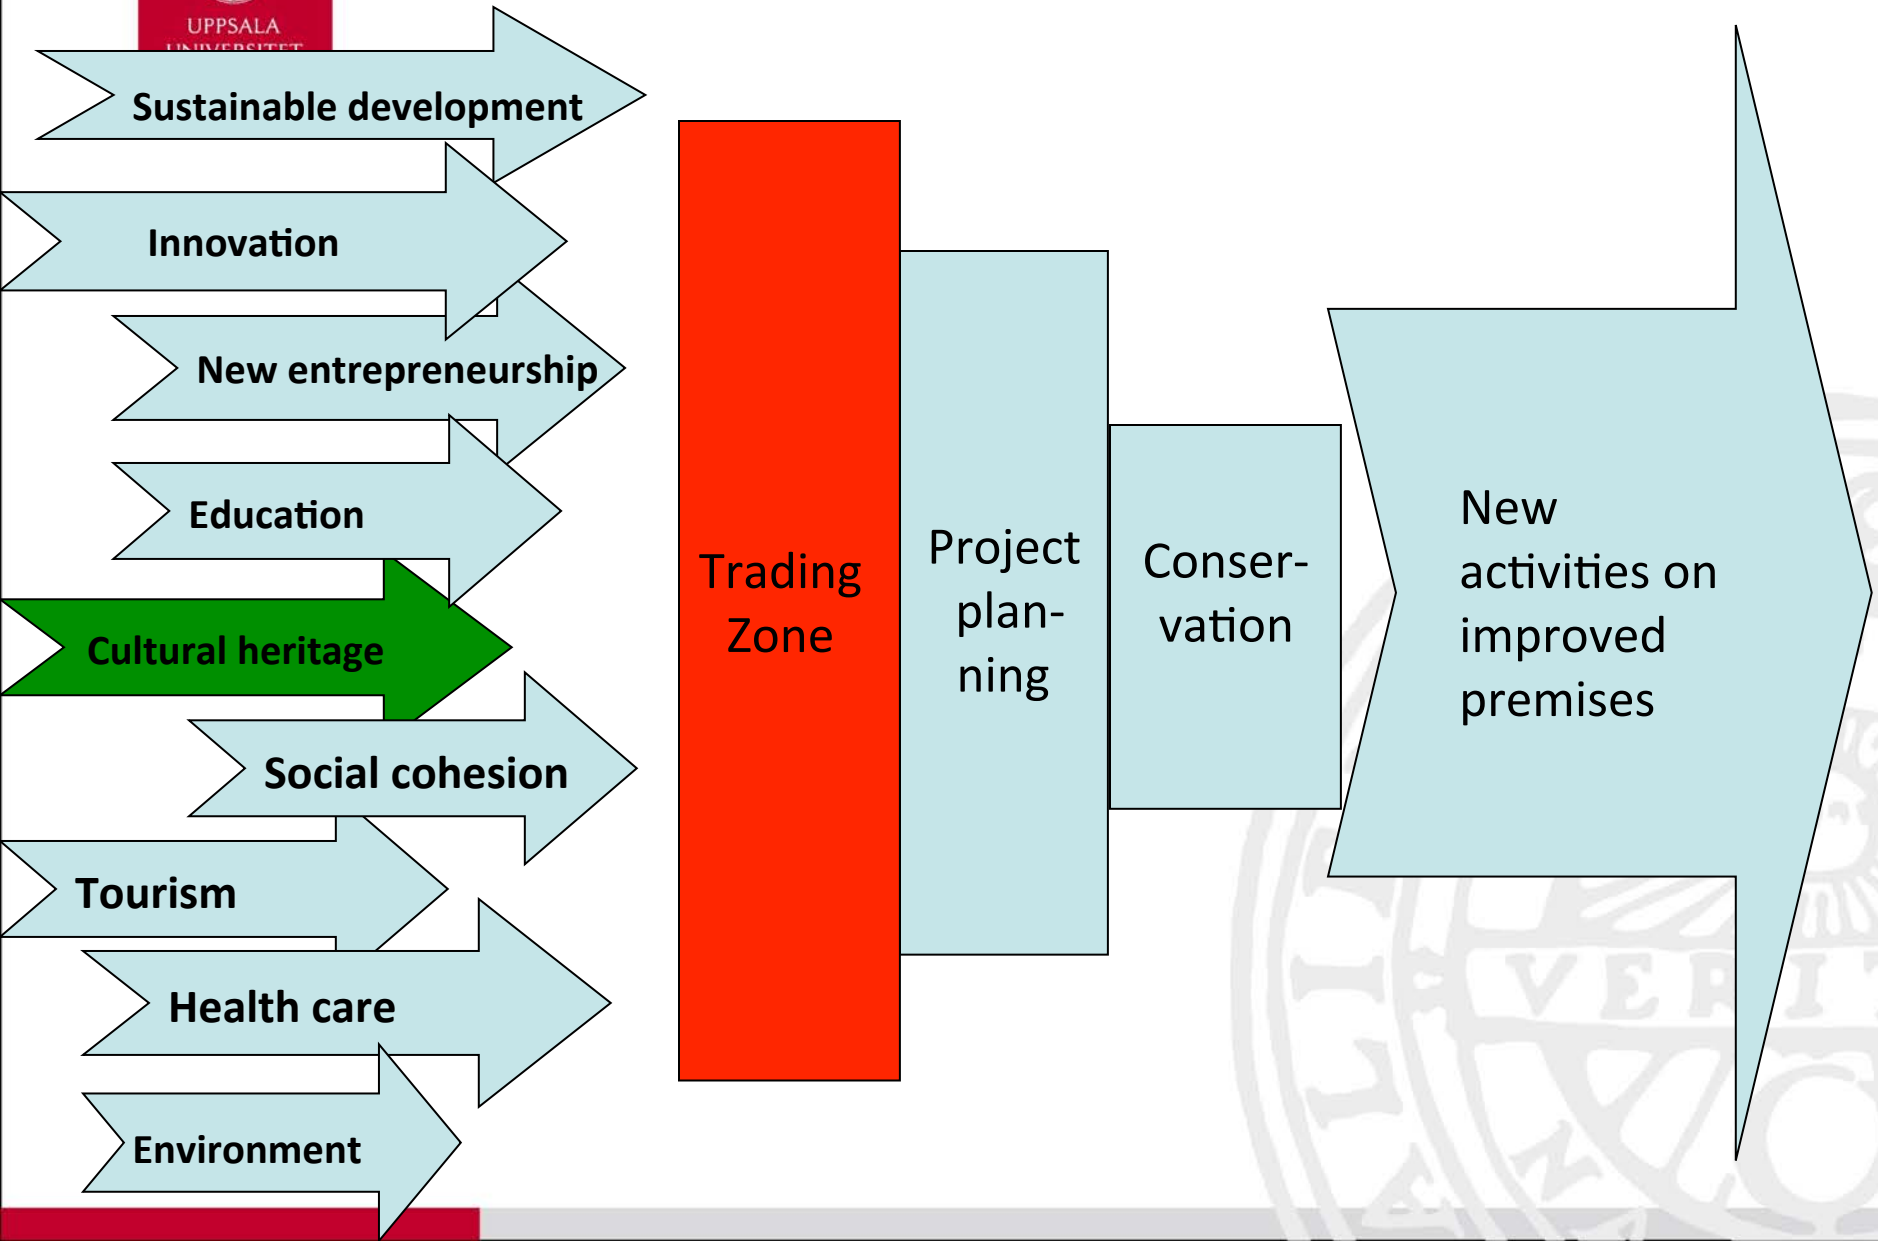 UPPSALA
UNIVERSITET
Sustainable development
Innovation
New entrepreneurship
Education
Cultural heritage
Social cohesion
Tourism
Health care
Environment
Trading
Zone
Project
plan-
ning
Conser-
vation
New
activities on
improved
premises